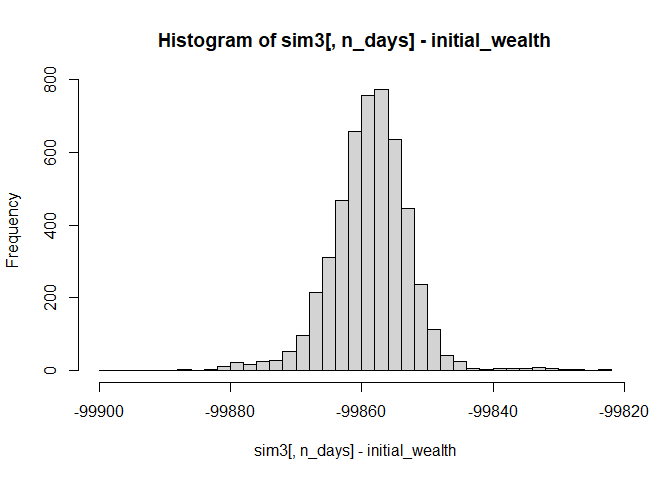 Histogram of sim3[, n_days] - initial_wealth
Frequency
800
600
400
200
0
-99900 -99880 -99860 -99840 -99820
sim3[, n_days] - initial_wealth